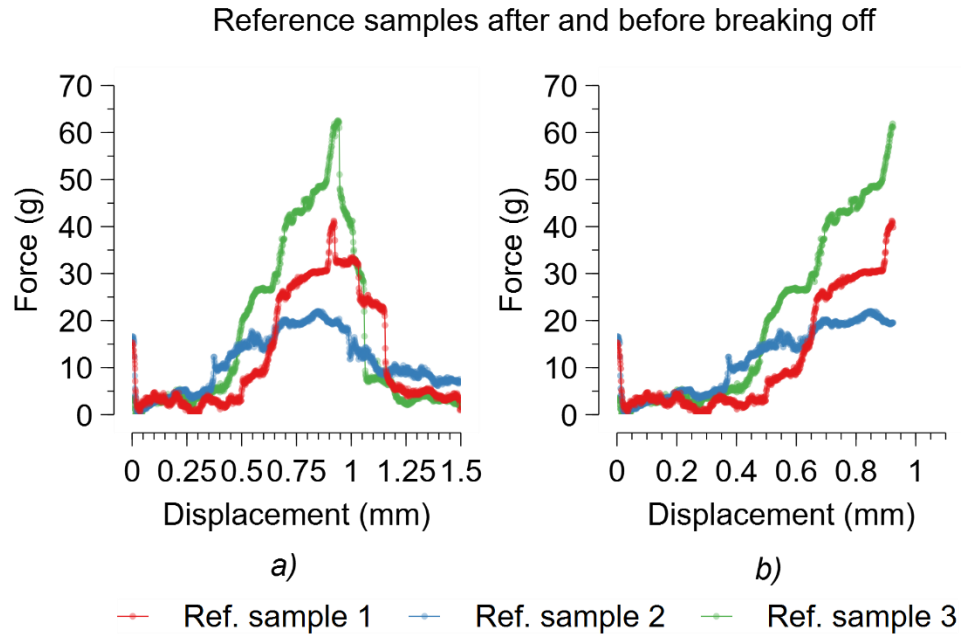 Reference samples after and before breaking off
70
60
50
40
30
20
10
0
Force (g)
0 0.25 0.5 0.75 1 1.25 1.5
Displacement (mm)
a)
70
60
50
40
30
20
10
0
Force (g)
0 0.2 0.4 0.6 0.8 1
Displacement (mm)
b)
Ref. sample 1 Ref. sample 2 Ref. sample 3